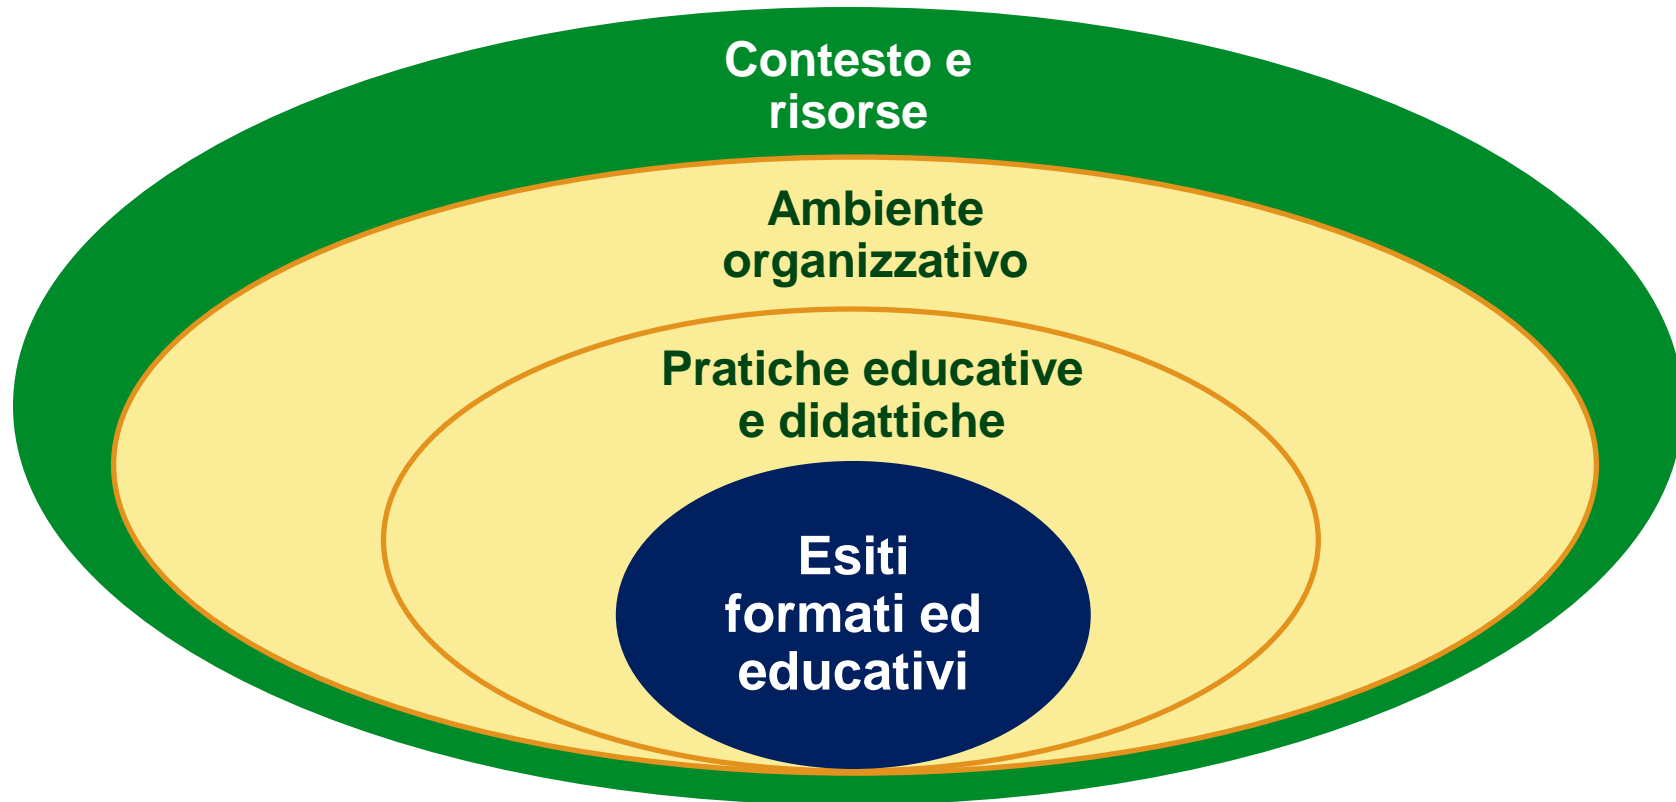 Contesto e
risorse
Ambiente
organizzativo
Pratiche educative
e didattiche
Esiti
formati ed
educativi